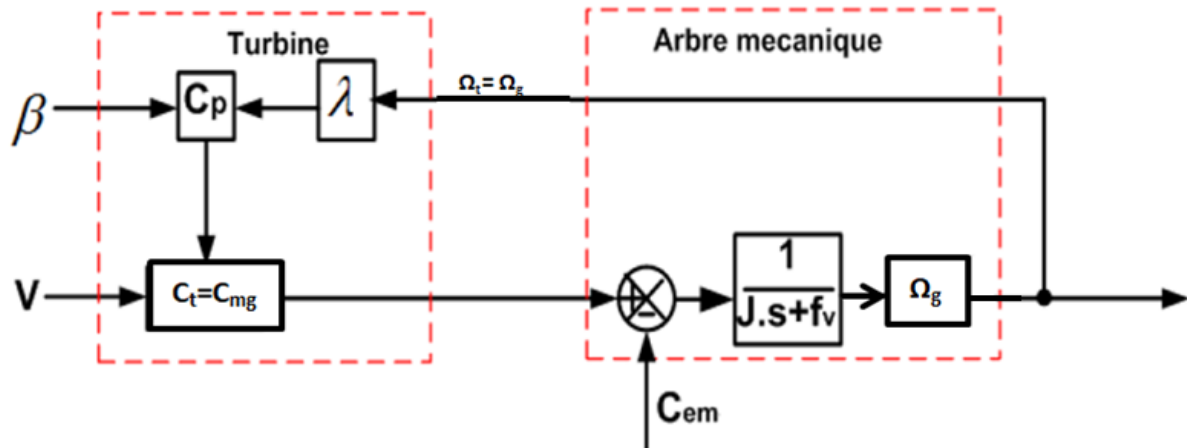 Turbine
Arbre mecanique
β
Cp
λ
Ωt= Ωg
V
Ct=Cmg
+
-
1
J.s+fv
Ωg
Cem